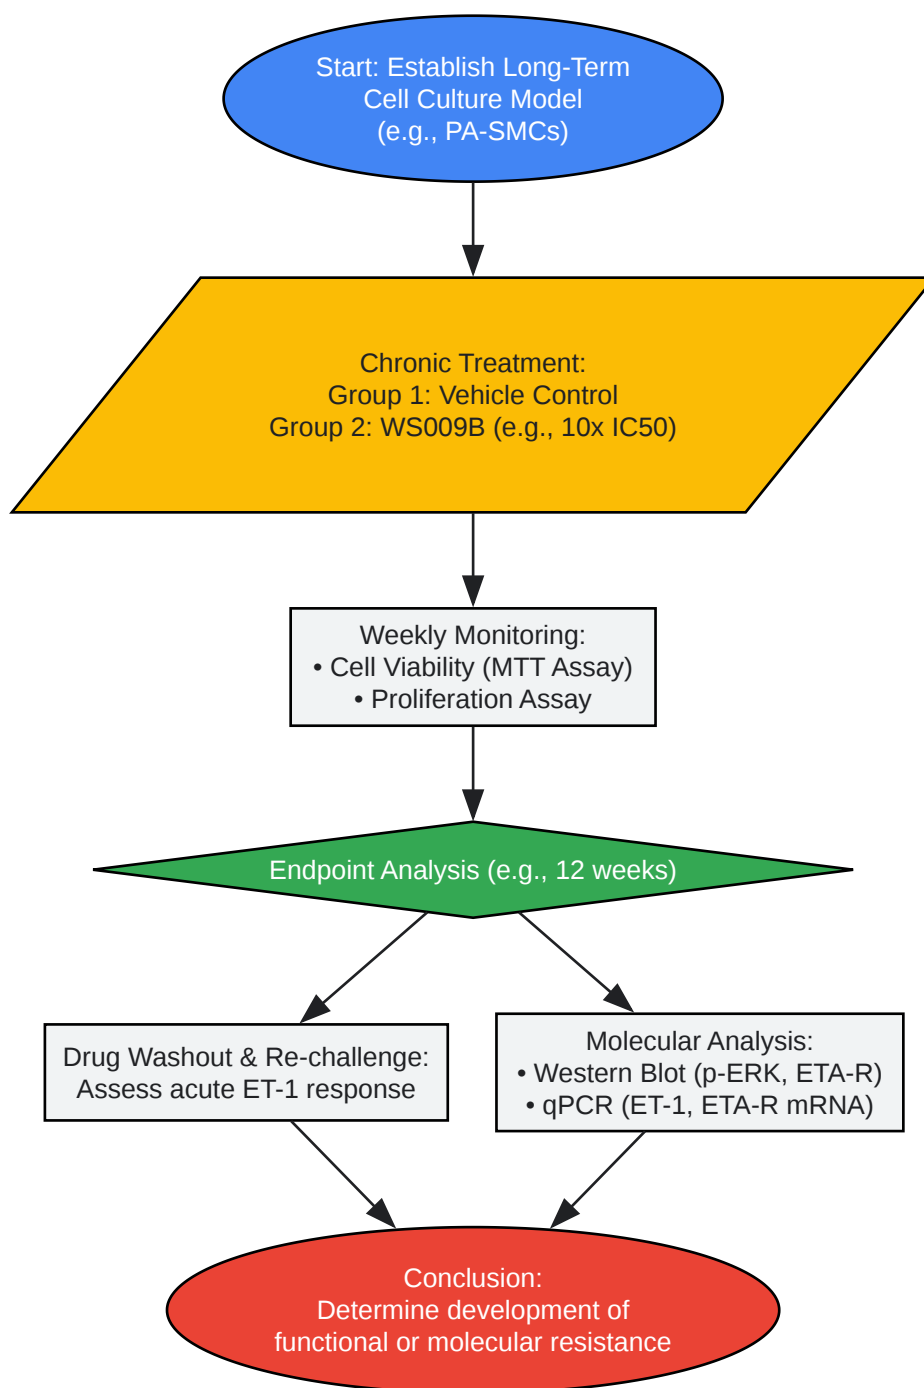 Start: Establish Long-Term
Cell Culture Model
(e.g., PA-SMCs)
Chronic Treatment:
Group 1: Vehicle Control
Group 2: WS009B (e.g., 10x IC50)
Weekly Monitoring:
• Cell Viability (MTT Assay)
• Proliferation Assay
Endpoint Analysis (e.g., 12 weeks)
Drug Washout & Re-challenge:
Assess acute ET-1 response
Molecular Analysis:
• Western Blot (p-ERK, ETA-R)
• qPCR (ET-1, ETA-R mRNA)
Conclusion:
Determine development of
functional or molecular resistance